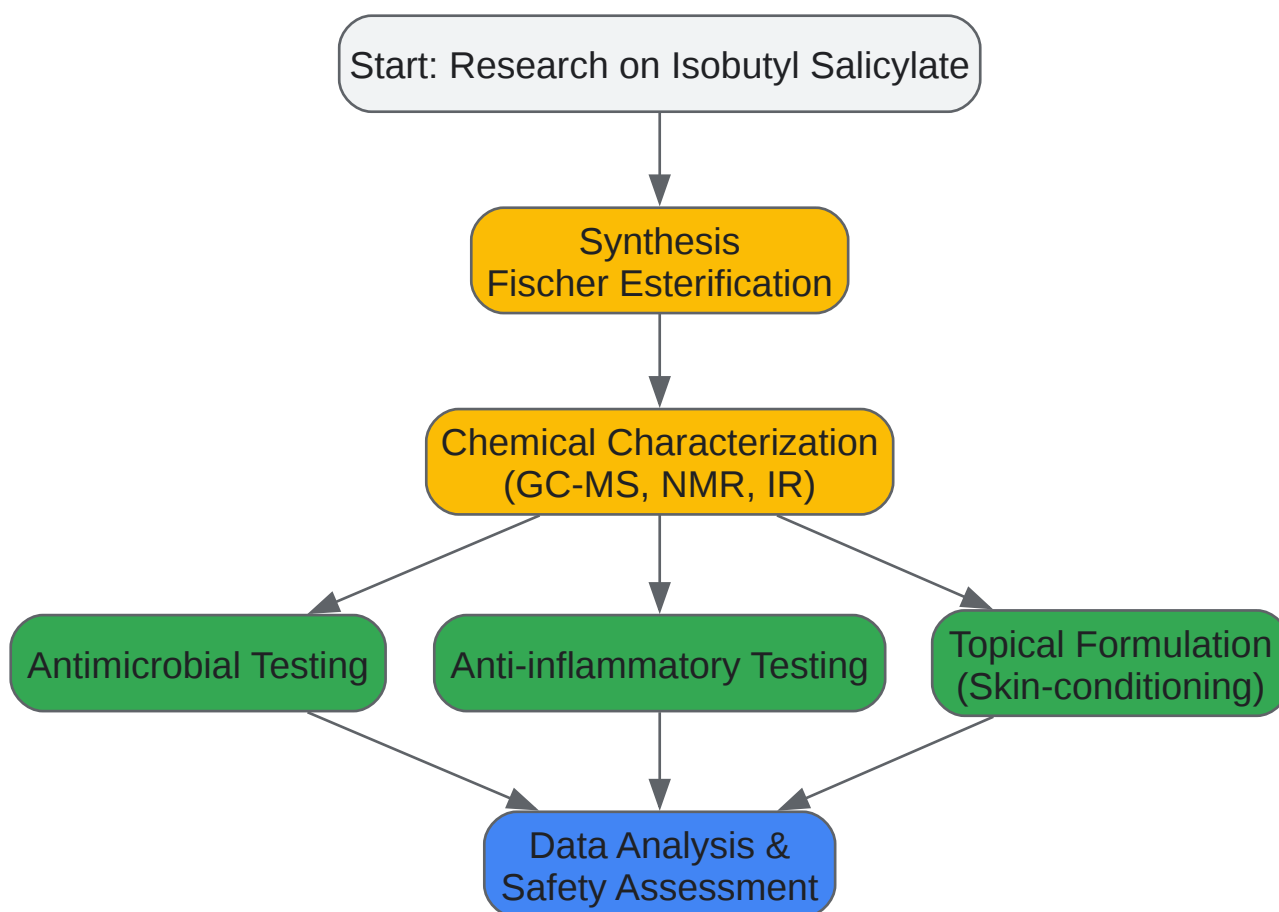 Start: Research on Isobutyl Salicylate
Synthesis
Fischer Esterification
Chemical Characterization
(GC-MS, NMR, IR)
Antimicrobial Testing
Anti-inflammatory Testing
Topical Formulation
(Skin-conditioning)
Data Analysis &
Safety Assessment